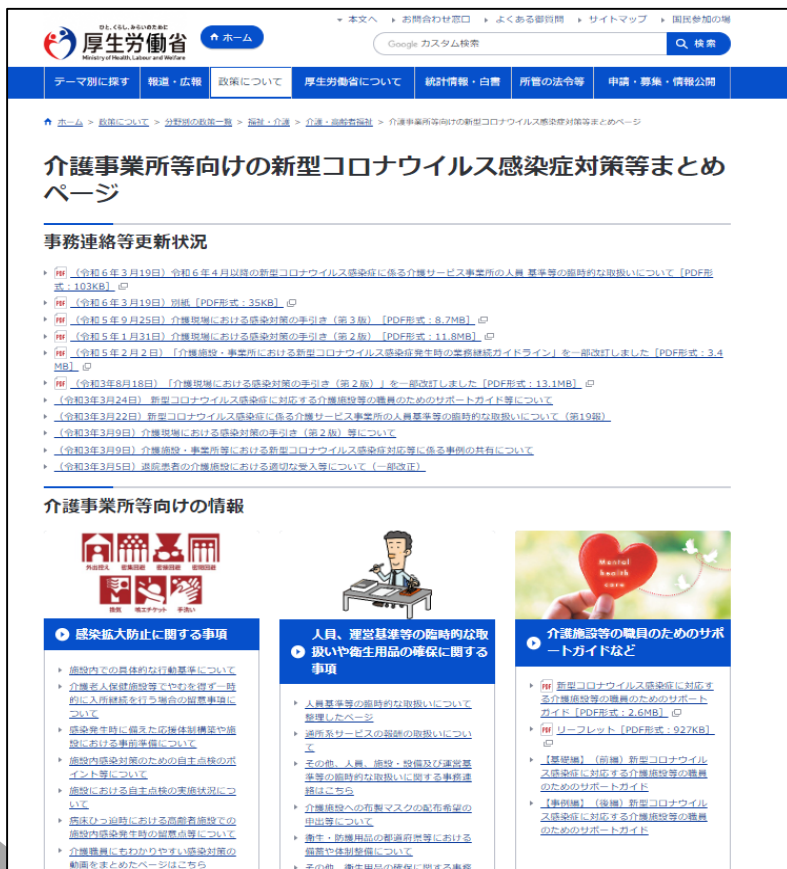 本文へ お問合わせ窓口 よくある御質問 サイトマップ 国民参加の場
ひと、くらし、みらいのために
厚生労働省
Ministry of Health, Labour and Welfare
ホーム
Google カスタム検索
検索
テーマ別に探す 報道・広報 政策について 厚生労働省について 統計情報・白書 所管の法令等 申請・募集・情報公開
ホーム > 政策について > 分野別の政策一覧 > 福祉・介護 > 介護・高齢者福祉 > 介護事業所等向けの新型コロナウイルス感染症対策等まとめページ
介護事業所等向けの新型コロナウイルス感染症対策等まとめ
ページ
事務連絡等更新状況
PDF （令和６年３月19日）令和６年４月以降の新型コロナウイルス感染症に係る介護サービス事業所の人員 基準等の臨時的な取扱いについて［PDF形
式：103KB］
PDF （令和６年３月19日）別紙［PDF形式：35KB］
PDF （令和５年９月25日）介護現場における感染対策の手引き（第３版）［PDF形式：8.7MB］
PDF （令和５年１月31日）介護現場における感染対策の手引き（第２版）［PDF形式：11.8MB］
PDF （令和５年２月２日）「介護施設・事業所における新型コロナウイルス感染症発生時の業務継続ガイドライン」を一部改訂しました［PDF形式：3.4
MB］
PDF （令和3年8月18日）「介護現場における感染対策の手引き（第２版）」を一部改訂しました［PDF形式：13.1MB］
（令和3年3月24日） 新型コロナウイルス感染症に対応する介護施設等の職員のためのサポートガイド等について
（令和3年3月22日）新型コロナウイルス感染症に係る介護サービス事業所の人員基準等の臨時的な取扱いについて（第19報）
（令和3年3月9日）介護現場における感染対策の手引き（第２版）等について
（令和3年3月9日）介護施設・事業所等における新型コロナウイルス感染症対応等に係る事例の共有について
（令和3年3月5日）退院患者の介護施設における適切な受入等について（一部改正）
介護事業所等向けの情報
外出控え 密集回避 密接回避 密閉回避
換気 咳エチケット 手洗い
感染拡大防止に関する事項
施設内での具体的な行動基準について
介護老人保健施設等でやむを得ず一時
的に入所継続を行う場合の留意事項に
ついて
感染発生時に備えた応援体制構築や施
設における事前準備について
施設内感染対策のための自主点検のポ
イント等について
施設における自主点検の実施状況につ
いて
病床ひっ迫時における高齢者施設での
施設内感染発生時の留意点等について
介護職員にもわかりやすい感染対策の
動画をまとめたページはこちら
人員、運営基準等の臨時的な取
扱いや衛生用品の確保に関する
事項
人員基準等の臨時的な取扱いについて
整理したページ
通所系サービスの報酬の取扱いについ
て
その他、人員、施設・設備及び運営基
準等の臨時的な取扱いに関する事務連
絡はこちら
介護施設への布製マスクの配布希望の
申出等について
衛生・防護用品の都道府県等における
備蓄や体制整備について
その他、衛生用品の確保に関する事務
Mental
health
care
介護施設等の職員のためのサポ
ートガイドなど
PDF 新型コロナウイルス感染症に対応す
る介護施設等の職員のためのサポート
ガイド［PDF形式：2.6MB］
PDF リーフレット［PDF形式：927KB］
【基礎編】（前編）新型コロナウイル
ス感染症に対応する介護施設等の職員
のためのサポートガイド
【事例編】（後編）新型コロナウイル
ス感染症に対応する介護施設等の職員
のためのサポートガイド